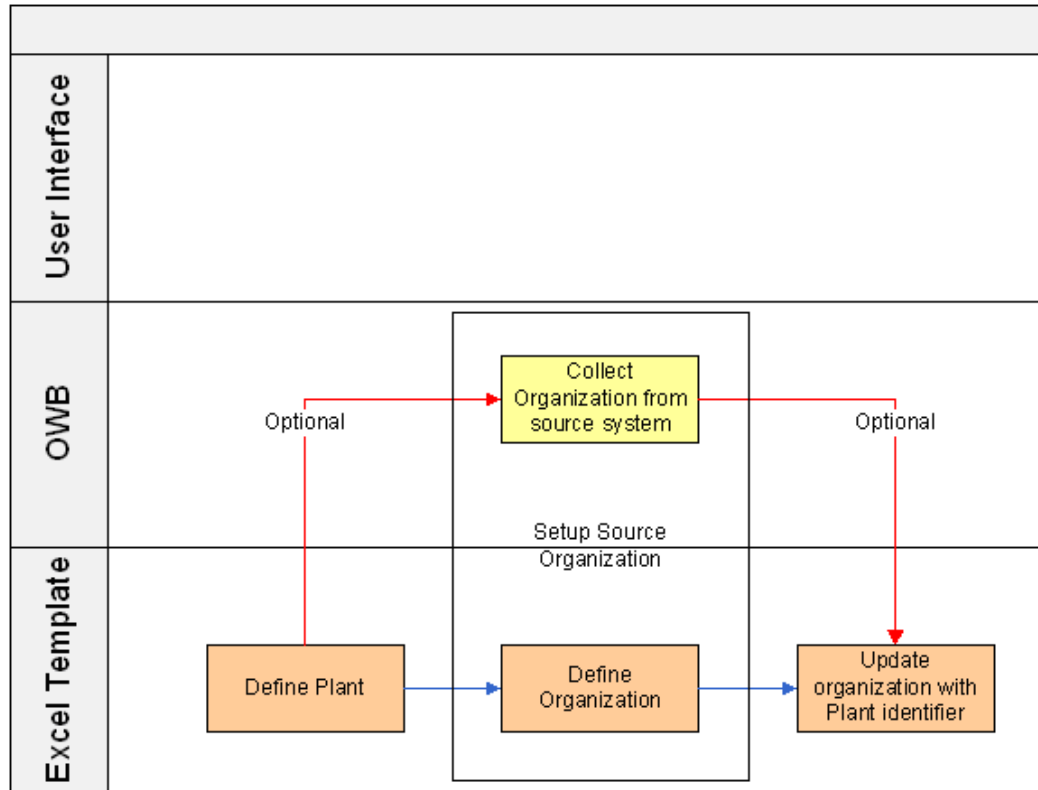 User Interface
OWB
Collect
Organization from
source system
Optional
Optional
Setup Source
Organization
Excel Template
Define Plant
Define
Organization
Update
organization with
Plant identifier